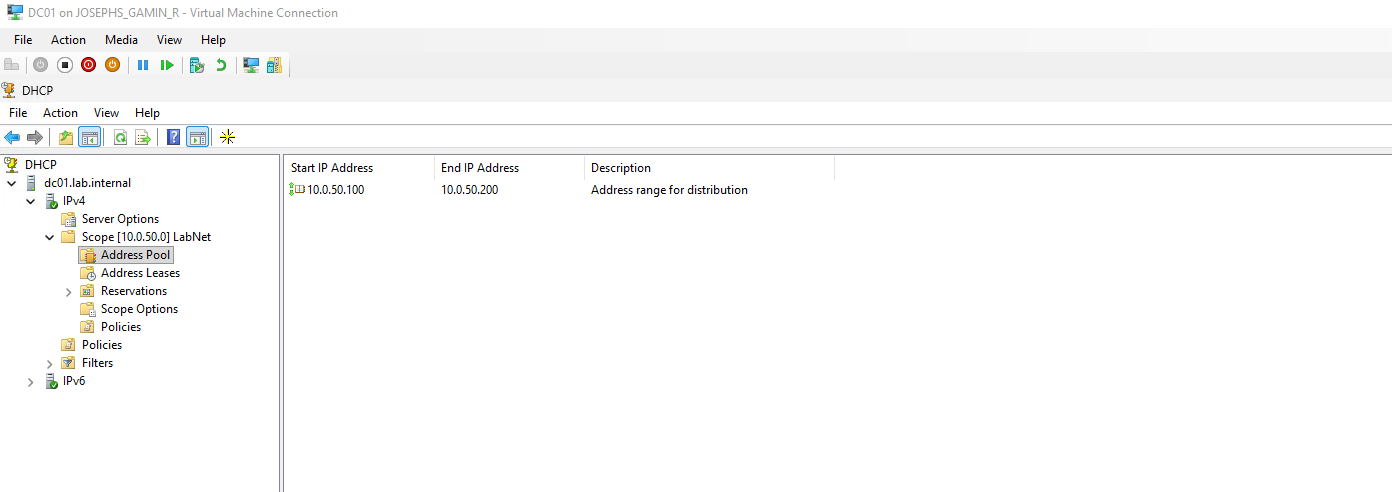 DC01 on JOSEPHS_GAMIN_R - Virtual Machine Connection
File Action Media View Help
DHCP
File Action View Help
DHCP
dc01.lab.internal
IPv4
Server Options
Scope [10.0.50.0] LabNet
Address Pool
Address Leases
Reservations
Scope Options
Policies
Policies
Filters
IPv6
Start IP Address End IP Address Description
10.0.50.100 10.0.50.200 Address range for distribution